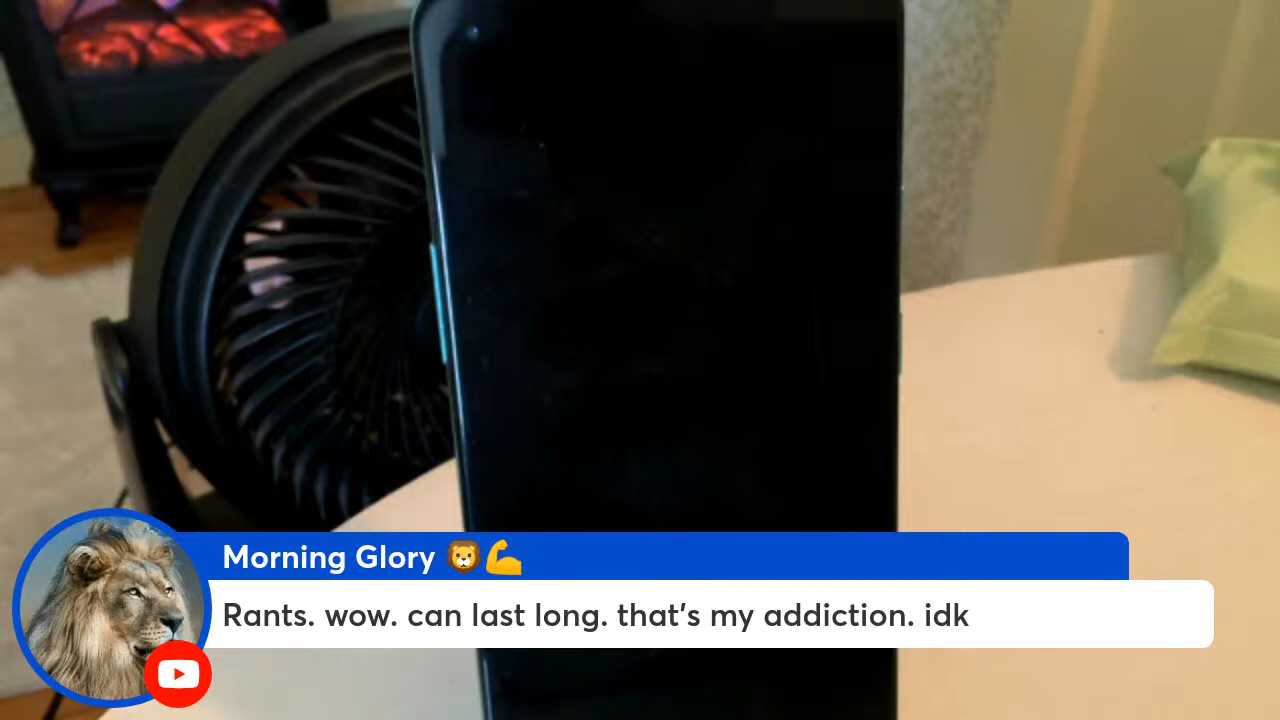 Morning Glory 🦁💪
Rants. wow. can last long. that's my addiction. idk